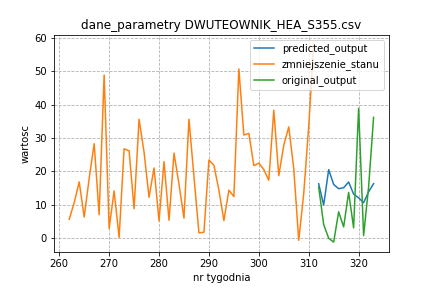 dane_parametry DWUTEOWNIK_HEA_S355.csv
predicted_output
zmniejszenie_stanu
original_output
wartosc
60
50
40
30
20
10
0
260 270 280 290 300 310 320
nr tygodnia